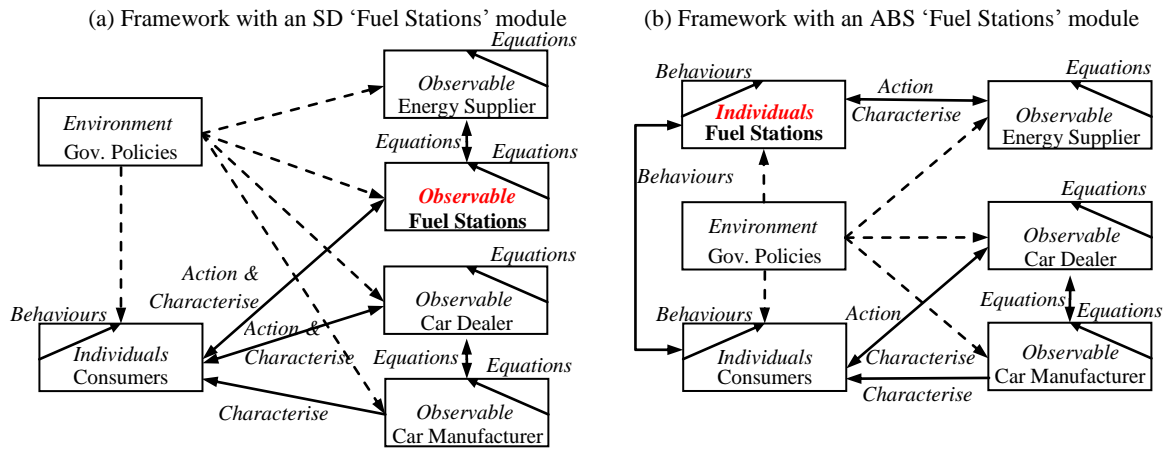 (a) Framework with an SD ‘Fuel Stations’ module
Equations
Observable
Energy Supplier
Environment
Gov. Policies
Equations
Equations
Observable
Fuel Stations
Action &
Characterise
Equations
Observable
Car Dealer
Behaviours
Action &
Characterise
Individuals
Consumers
Equations
Equations
Characterise
Observable
Car Manufacturer
(b) Framework with an ABS ‘Fuel Stations’ module
Behaviours
Individuals
Fuel Stations
Action
Characterise
Equations
Observable
Energy Supplier
Behaviours
Environment
Gov. Policies
Equations
Observable
Car Dealer
Action
Characterise
Equations
Equations
Behaviours
Individuals
Consumers
Characterise
Observable
Car Manufacturer